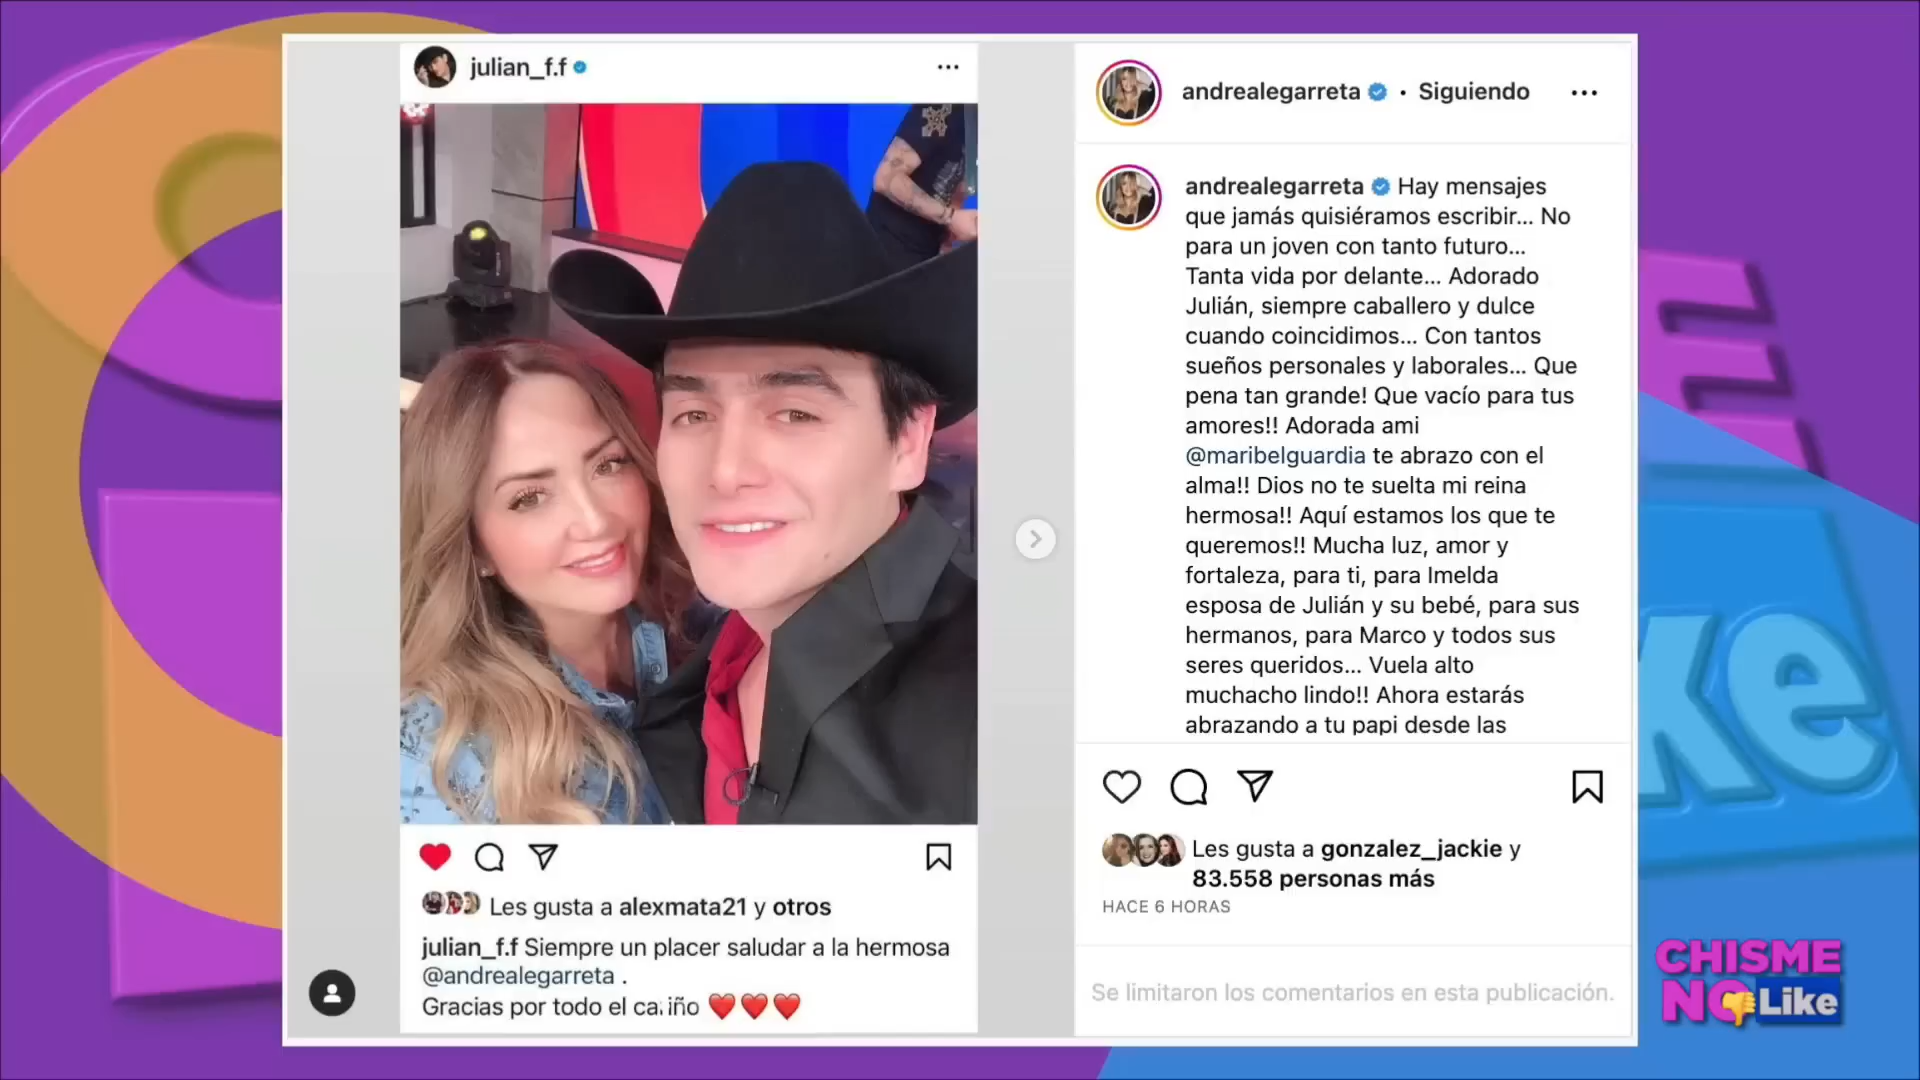 julian_f.f
Siempre un placer saludar a la hermosa
@andrealegarreta .
Gracias por todo el cariño ❤️❤️❤️
Les gusta a alexmata21 y otros
julian_f.f
andrealegarreta • Siguiendo
andrealegarreta Hay mensajes
que jamás quisiéramos escribir... No
para un joven con tanto futuro...
Tanta vida por delante... Adorado
Julián, siempre caballero y dulce
cuando coincidimos... Con tantos
sueños personales y laborales... Que
pena tan grande! Que vacío para tus
amores!! Adorada ami
@maribelguardia te abrazo con el
alma!! Dios no te suelta mi reina
hermosa!! Aquí estamos los que te
queremos!! Mucha luz, amor y
fortaleza, para ti, para Imelda
esposa de Julián y su bebé, para sus
hermanos, para Marco y todos sus
seres queridos... Vuela alto
muchacho lindo!! Ahora estarás
abrazando a tu papi desde las
Les gusta a gonzalez_jackie y
83.558 personas más
HACE 6 HORAS
Se limitaron los comentarios en esta publicación.
CHISME
NO Like